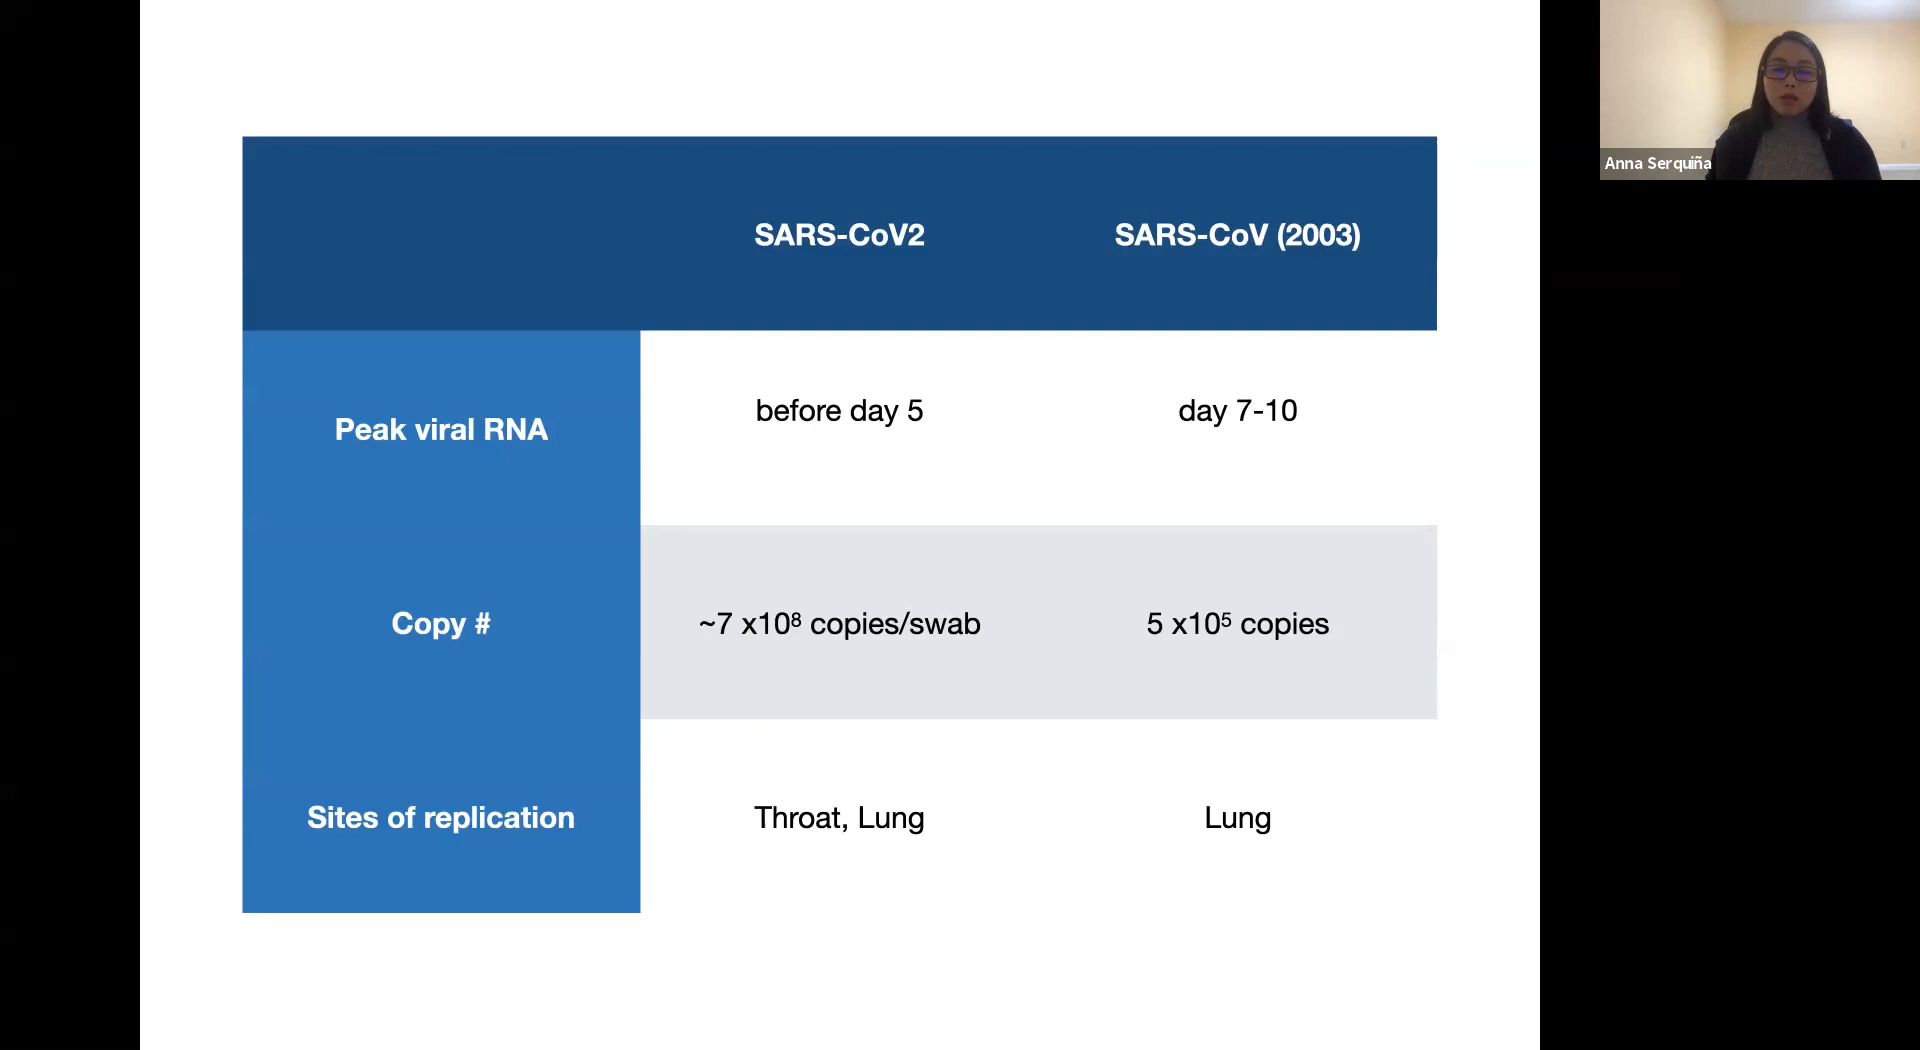 SARS-CoV2 SARS-CoV (2003)
Peak viral RNA before day 5 day 7-10
Copy # ~7 x10⁸ copies/swab 5 x10⁵ copies
Sites of replication Throat, Lung Lung
Anna Serquiña